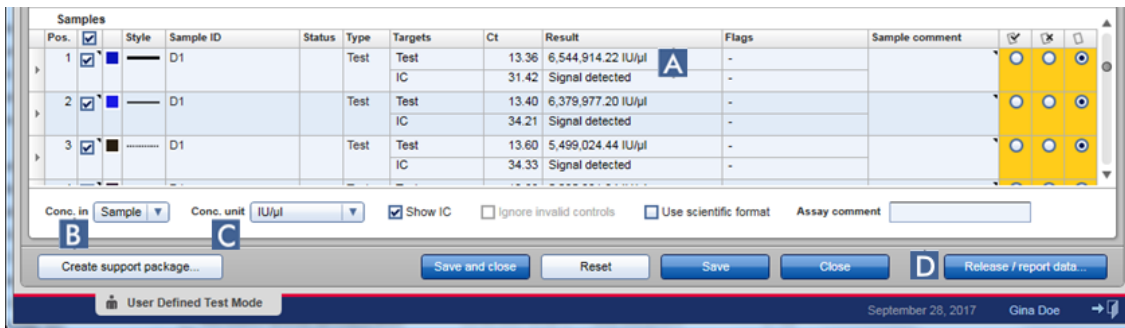 Samples
Pos. Style Sample ID Status Type Targets Ct Result Flags Sample comment
1 D1 Test Test 13.36 6,544,914.22 IU/µl A -
IC 31.42 Signal detected -
2 D1 Test Test 13.40 6,379,977.20 IU/µl -
IC 34.21 Signal detected -
3 D1 Test Test 13.60 5,499,024.44 IU/µl -
IC 34.33 Signal detected -
Conc. in Sample Conc. unit IU/µl Show IC Ignore invalid controls Use scientific format Assay comment
B C
Create support package... Save and close Reset Save Close D Release / report data...
User Defined Test Mode
September 28, 2017 Gina Doe